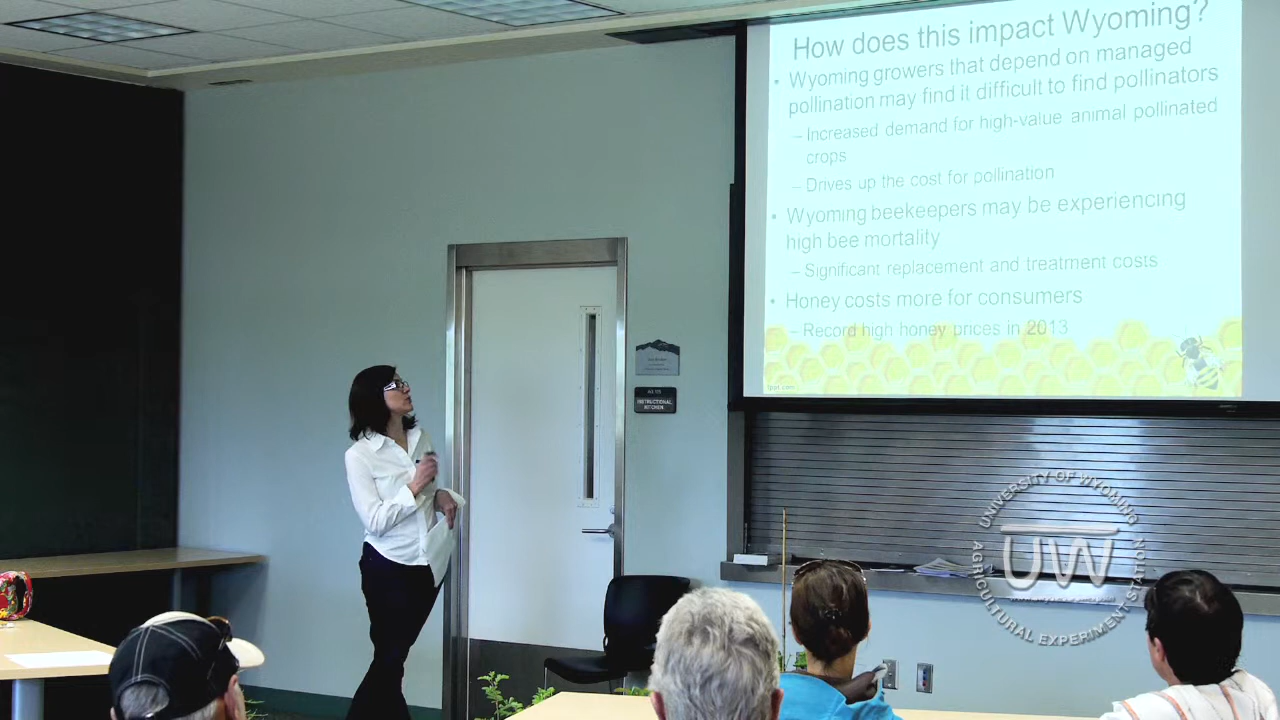 How does this impact Wyoming?
• Wyoming growers that depend on managed
pollination may find it difficult to find pollinators
– Increased demand for high-value animal pollinated
crops
– Drives up the cost for pollination
• Wyoming beekeepers may be experiencing
high bee mortality
– Significant replacement and treatment costs
• Honey costs more for consumers
– Record high honey prices in 2013
INSTRUCTIONAL
KITCHEN
UNIVERSITY OF WYOMING
UW
AGRICULTURAL EXPERIMENT STATION